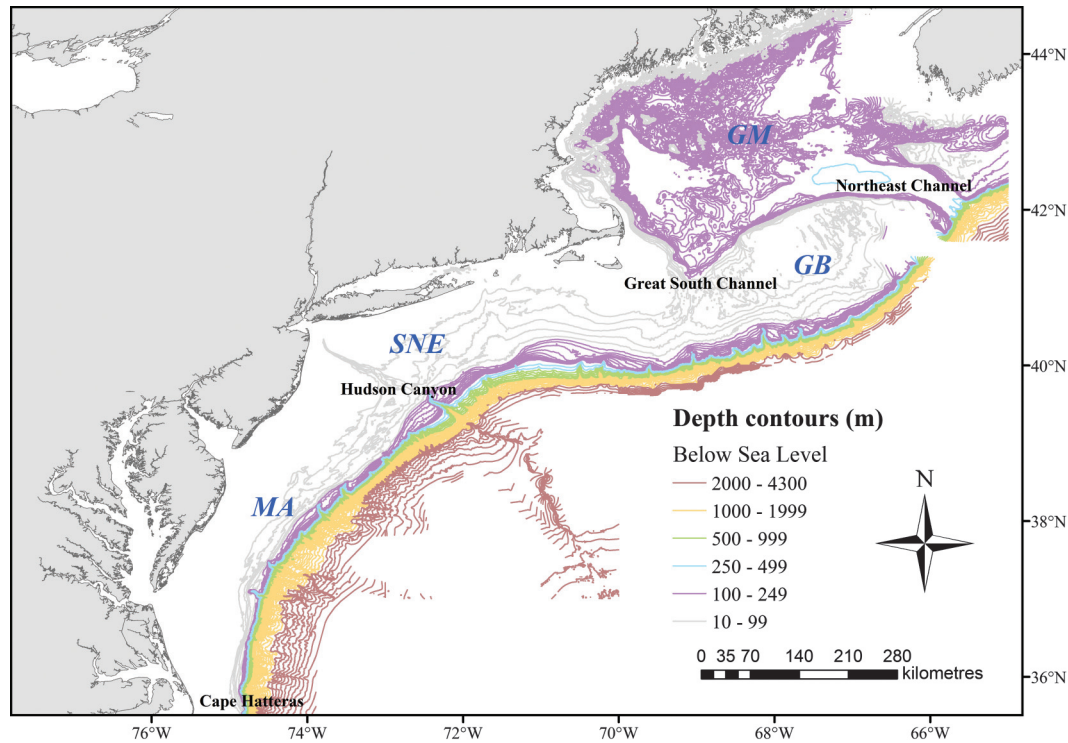 44°N
GM
Northeast Channel
42°N
GB
Great South Channel
SNE
40°N
Hudson Canyon
Depth contours (m)
Below Sea Level
2000 - 4300
1000 - 1999
500 - 999
250 - 499
100 - 249
10 - 99
N
MA
38°N
0 35 70 140 210 280
kilometres
36°N
Cape Hatteras
76°W 74°W 72°W 70°W 68°W 66°W